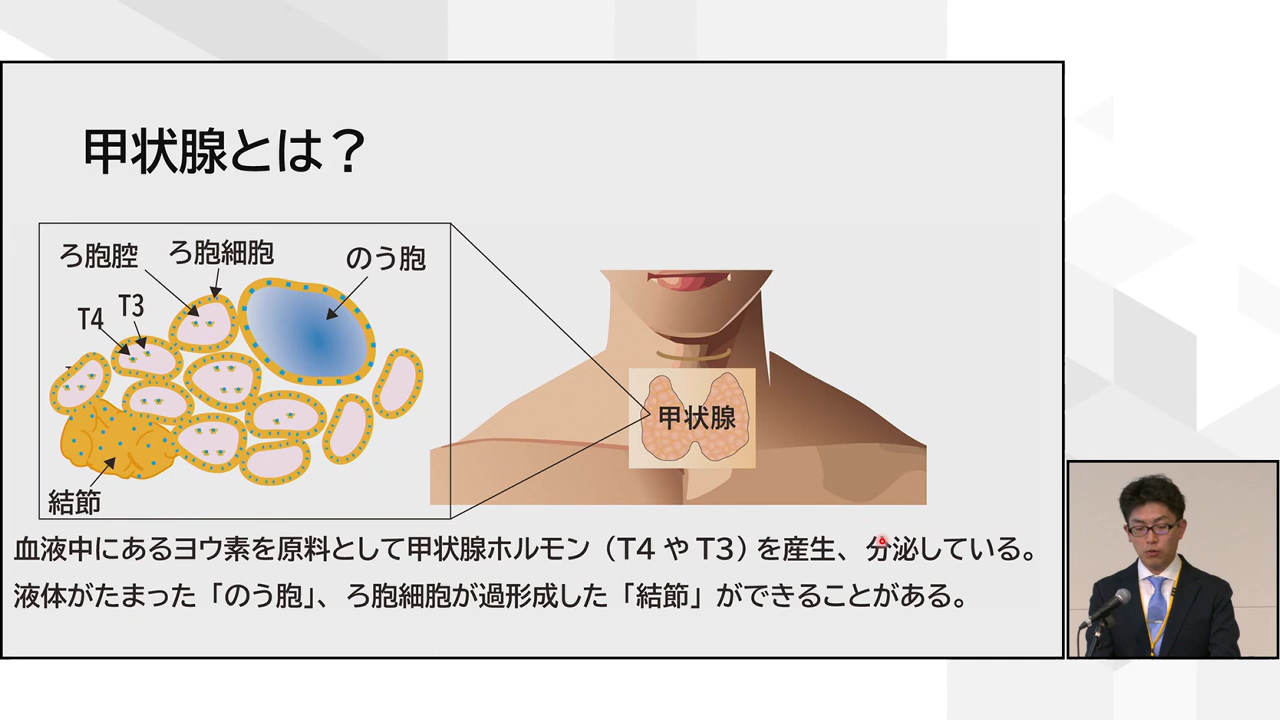 甲状腺とは？
ろ胞腔
ろ胞細胞
のう胞
T4
T3
甲状腺
結節
血液中にあるヨウ素を原料として甲状腺ホルモン（T4 や T3）を産生、分泌している。
液体がたまった「のう胞」、ろ胞細胞が過形成した「結節」ができることがある。